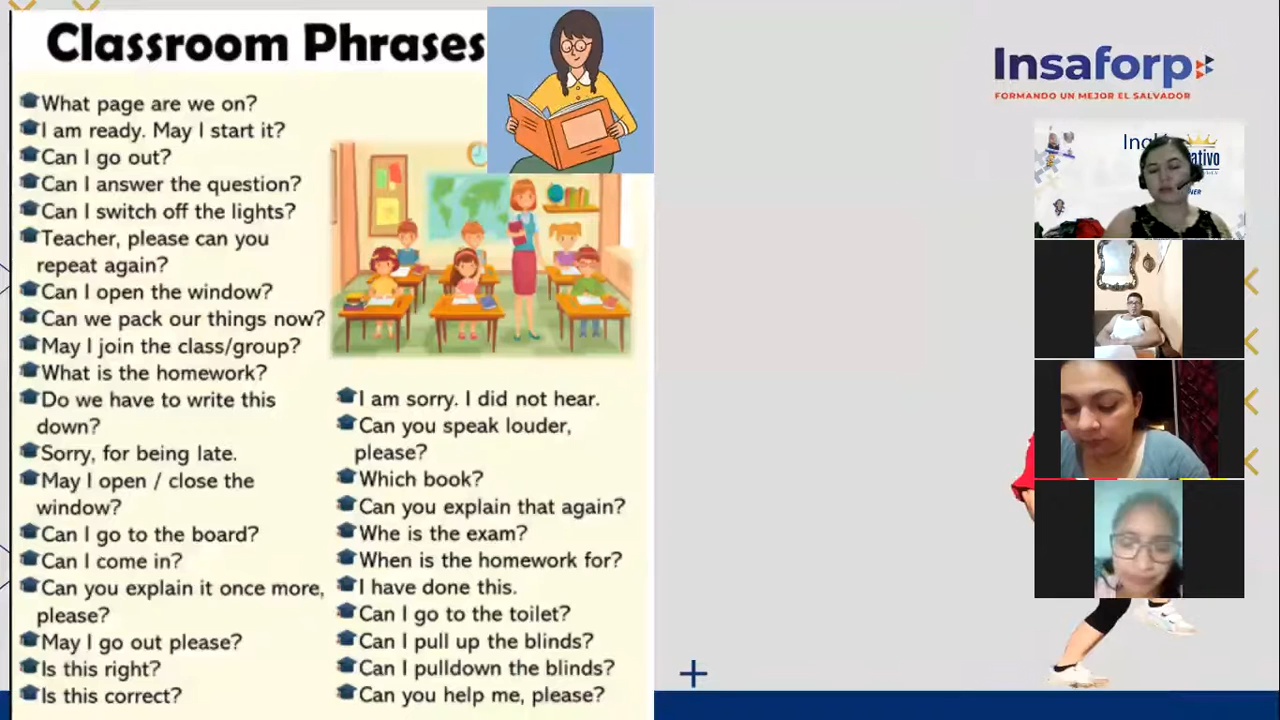 Classroom Phrases
What page are we on?
I am ready. May I start it?
Can I go out?
Can I answer the question?
Can I switch off the lights?
Teacher, please can you
repeat again?
Can I open the window?
Can we pack our things now?
May I join the class/group?
What is the homework?
Do we have to write this
down?
Sorry, for being late.
May I open / close the
window?
Can I go to the board?
Can I come in?
Can you explain it once more,
please?
May I go out please?
Is this right?
Is this correct?
I am sorry. I did not hear.
Can you speak louder,
please?
Which book?
Can you explain that again?
Whe is the exam?
When is the homework for?
I have done this.
Can I go to the toilet?
Can I pull up the blinds?
Can I pulldown the blinds?
Can you help me, please?
Insaforp
FORMANDO UN MEJOR EL SALVADOR